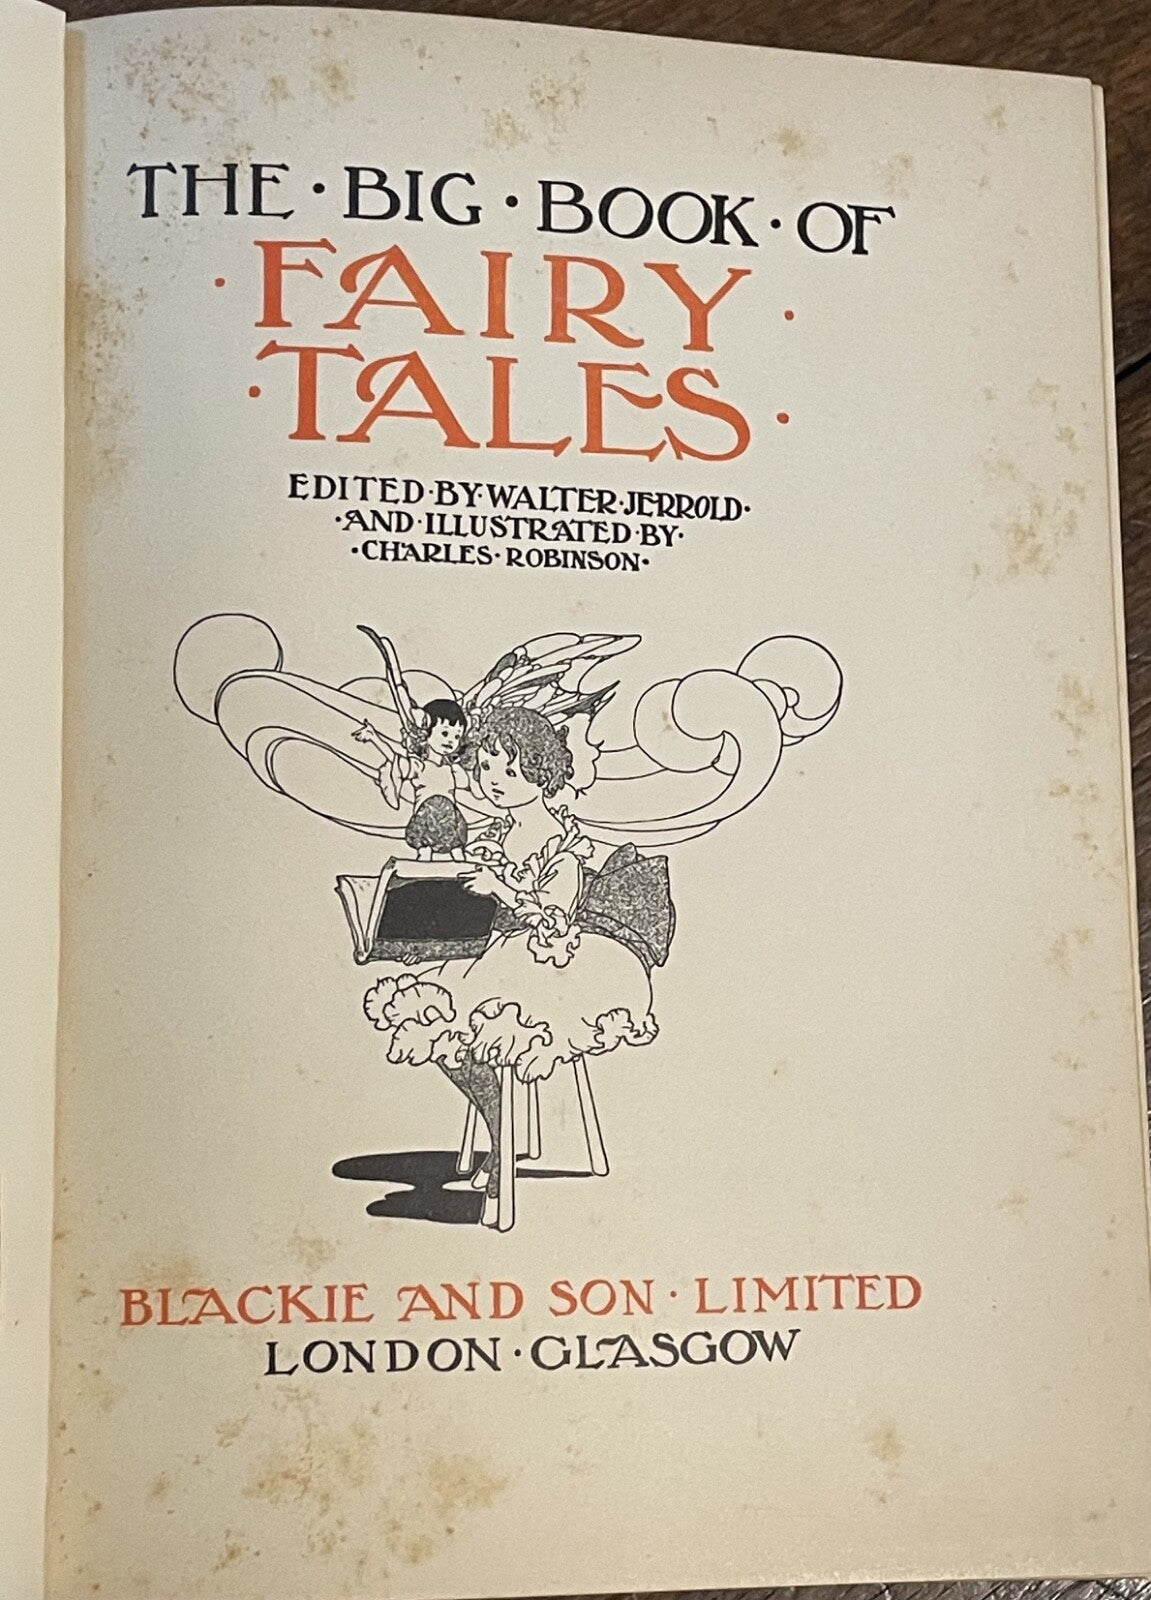 THE · BIG · BOOK · OF
· FAIRY ·
· TALES ·
EDITED · BY · WALTER · JERROLD ·
· AND · ILLUSTRATED · BY ·
· CHARLES · ROBINSON ·
BLACKIE AND SON · LIMITED
LONDON · GLASGOW